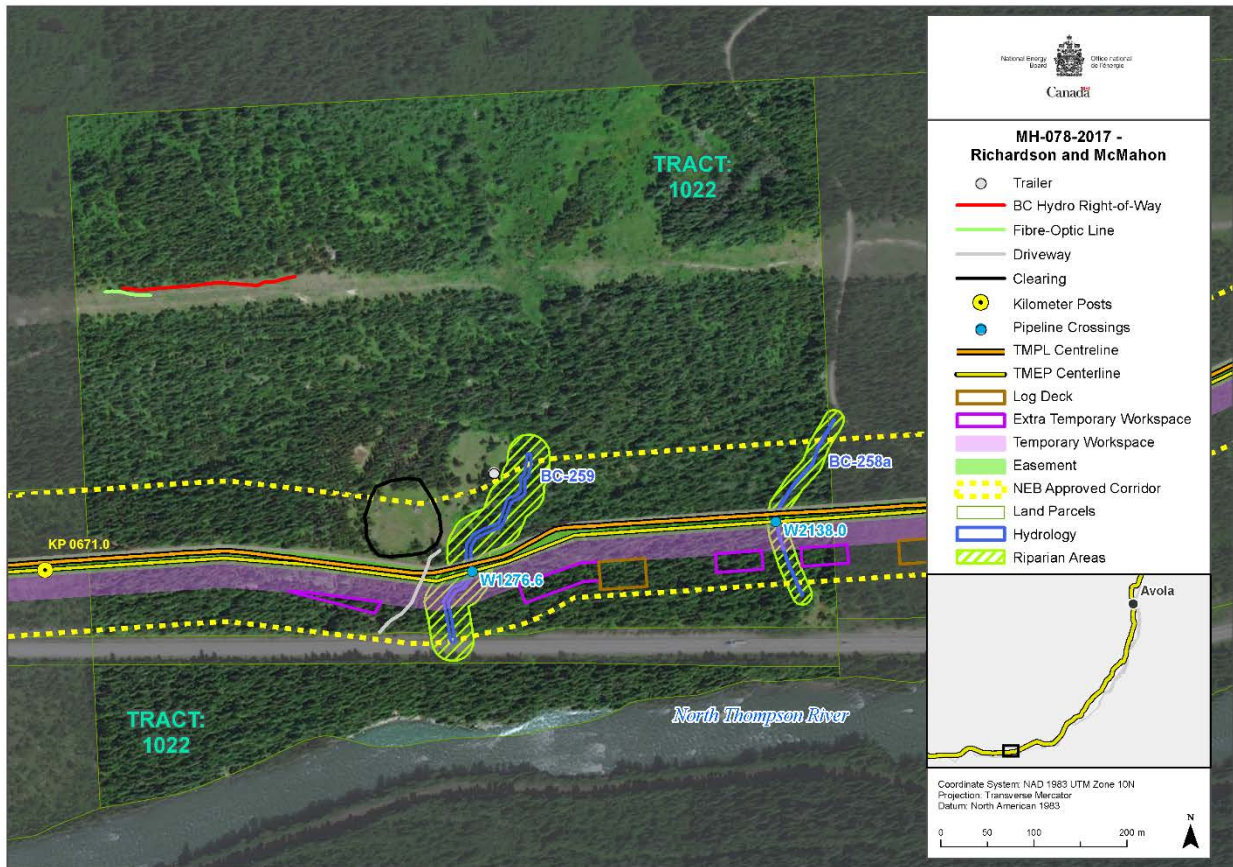 TRACT:
1022
BC-259
BC-258a
KP 0671.0
W1276.6
W2138.0
TRACT:
1022
North Thompson River
National Energy
Board
Office national
de l'énergie
Canada
MH-078-2017 -
Richardson and McMahon
Trailer
BC Hydro Right-of-Way
Fibre-Optic Line
Driveway
Clearing
Kilometer Posts
Pipeline Crossings
TMPL Centreline
TMEP Centerline
Log Deck
Extra Temporary Workspace
Temporary Workspace
Easement
NEB Approved Corridor
Land Parcels
Hydrology
Riparian Areas
Avola
Coordinate System: NAD 1983 UTM Zone 10N
Projection: Transverse Mercator
Datum: North American 1983
N
0 50 100 200 m